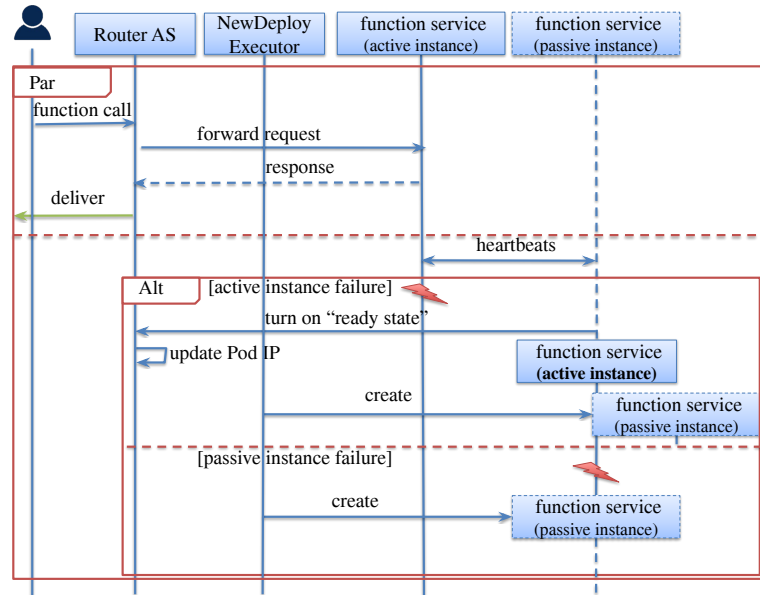 Router AS
NewDeploy
Executor
function service
(active instance)
function service
(passive instance)
Par
function call
forward request
response
deliver
heartbeats
Alt
[active instance failure]
turn on “ready state”
update Pod IP
function service
(active instance)
create
function service
(passive instance)
[passive instance failure]
create
function service
(passive instance)